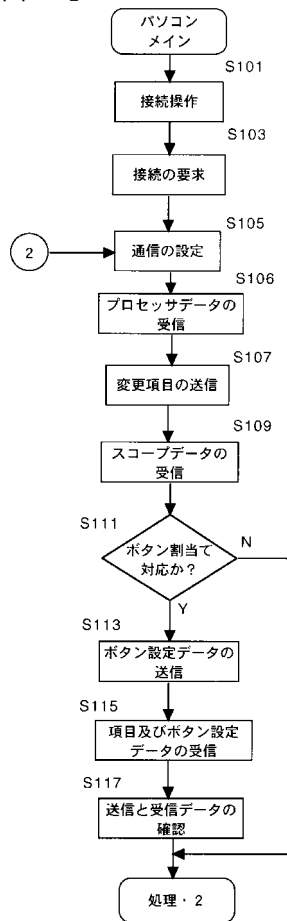 パソコン
メイン
S101
接続操作
S103
接続の要求
S105
2
通信の設定
S106
プロセッサデータの
受信
S107
変更項目の送信
S109
スコープデータの
受信
S111
ボタン割当て
対応か?
N
Y
S113
ボタン設定データの
送信
S115
項目及びボタン設定
データの受信
S117
送信と受信データの
確認
処理・2